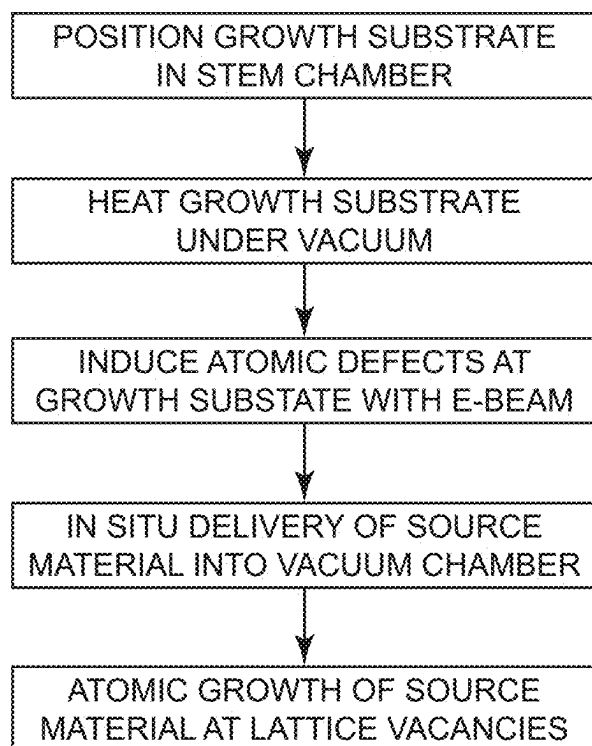 POSITION GROWTH SUBSTRATE
IN STEM CHAMBER
HEAT GROWTH SUBSTRATE
UNDER VACUUM
INDUCE ATOMIC DEFECTS AT
GROWTH SUBSTATE WITH E-BEAM
IN SITU DELIVERY OF SOURCE
MATERIAL INTO VACUUM CHAMBER
ATOMIC GROWTH OF SOURCE
MATERIAL AT LATTICE VACANCIES